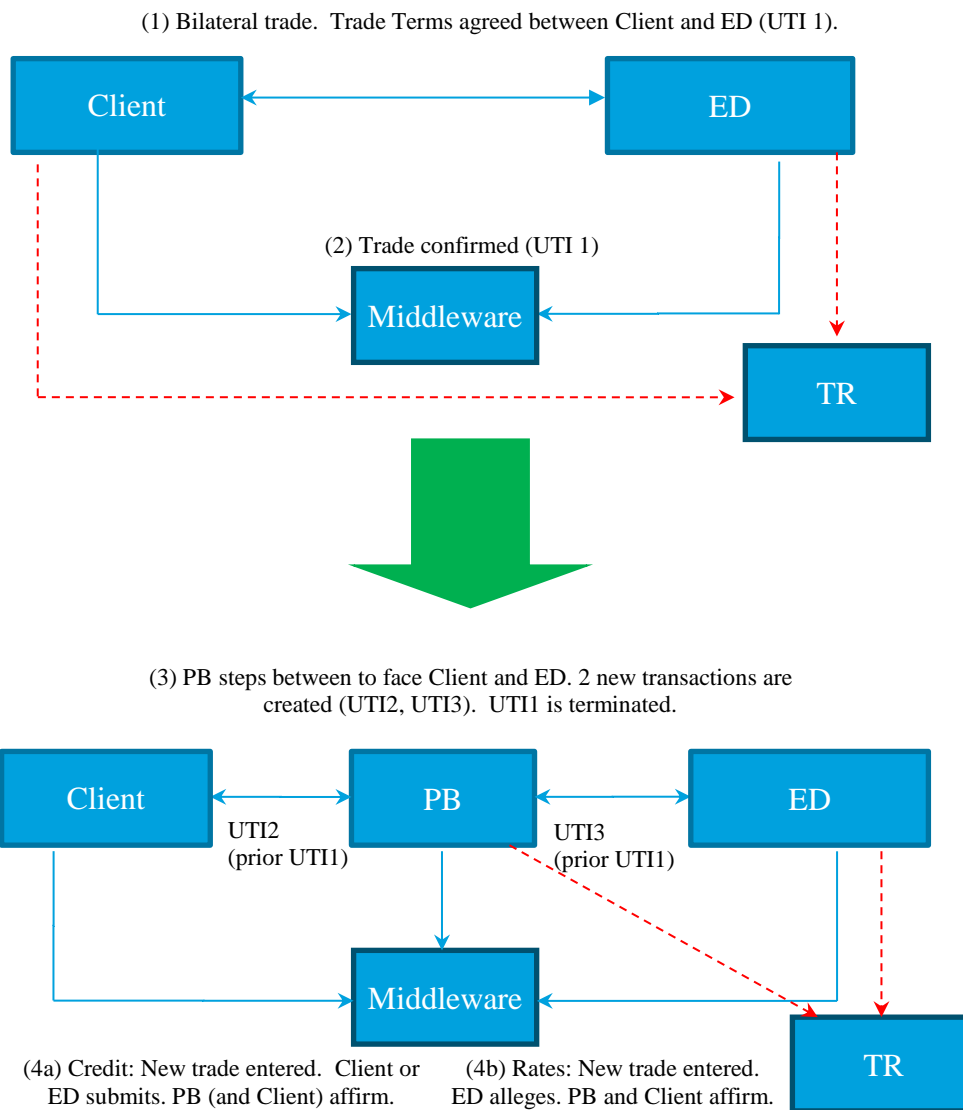 (1) Bilateral trade.  Trade Terms agreed between Client and ED (UTI 1).
Client
ED
(2) Trade confirmed (UTI 1)
Middleware
TR
(3) PB steps between to face Client and ED. 2 new transactions are
created (UTI2, UTI3).  UTI1 is terminated.
Client
PB
ED
UTI2
(prior UTI1)
UTI3
(prior UTI1)
Middleware
TR
(4a) Credit: New trade entered.  Client or
ED submits. PB (and Client) affirm.
(4b) Rates: New trade entered.
ED alleges. PB and Client affirm.